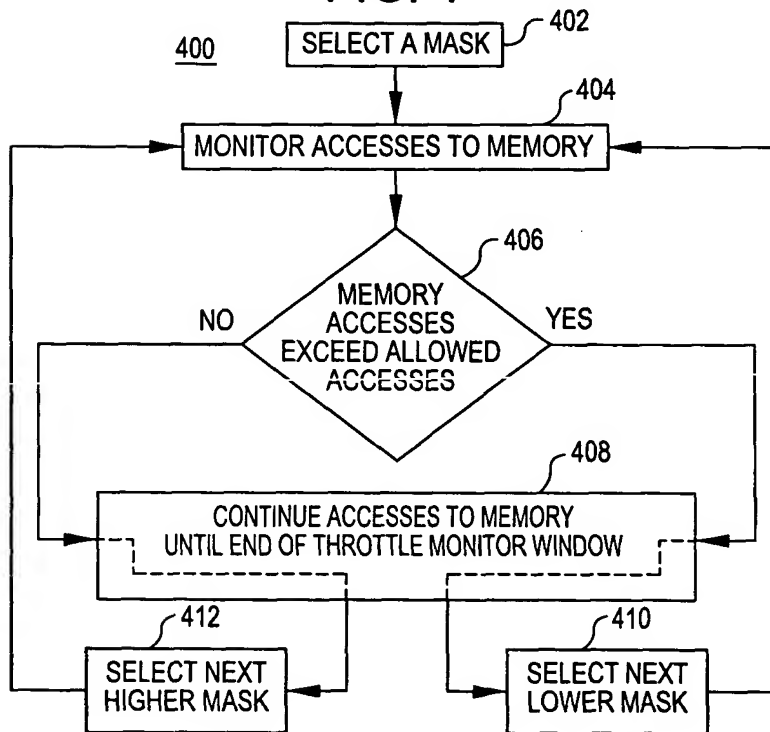 400
SELECT A MASK
402
404
MONITOR ACCESSES TO MEMORY
406
MEMORY
ACCESSES
EXCEED ALLOWED
ACCESSES
NO
YES
408
CONTINUE ACCESSES TO MEMORY
UNTIL END OF THROTTLE MONITOR WINDOW
412
SELECT NEXT
HIGHER MASK
410
SELECT NEXT
LOWER MASK